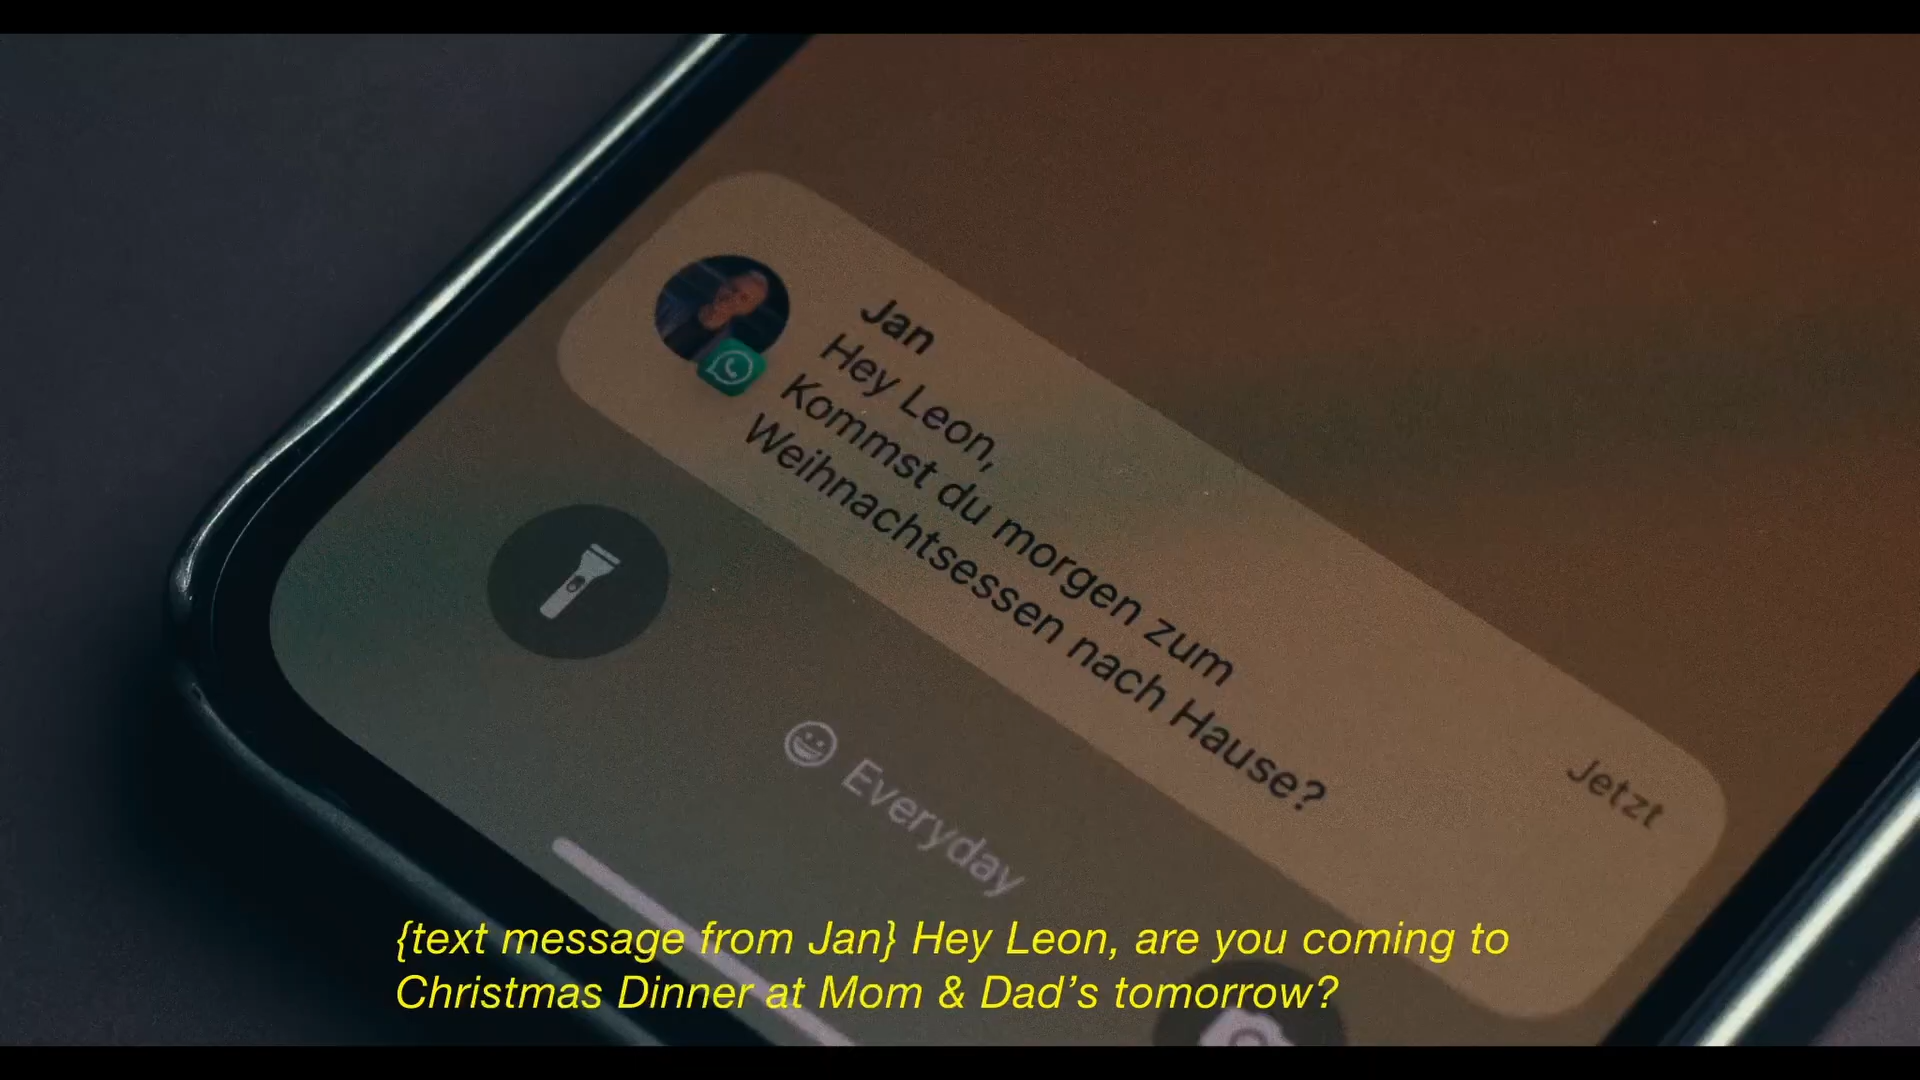 Jan
Hey Leon,
Kommst du morgen zum
Weihnachtsessen nach Hause?
Jetzt
Everyday
{text message from Jan} Hey Leon, are you coming to
Christmas Dinner at Mom & Dad’s tomorrow?